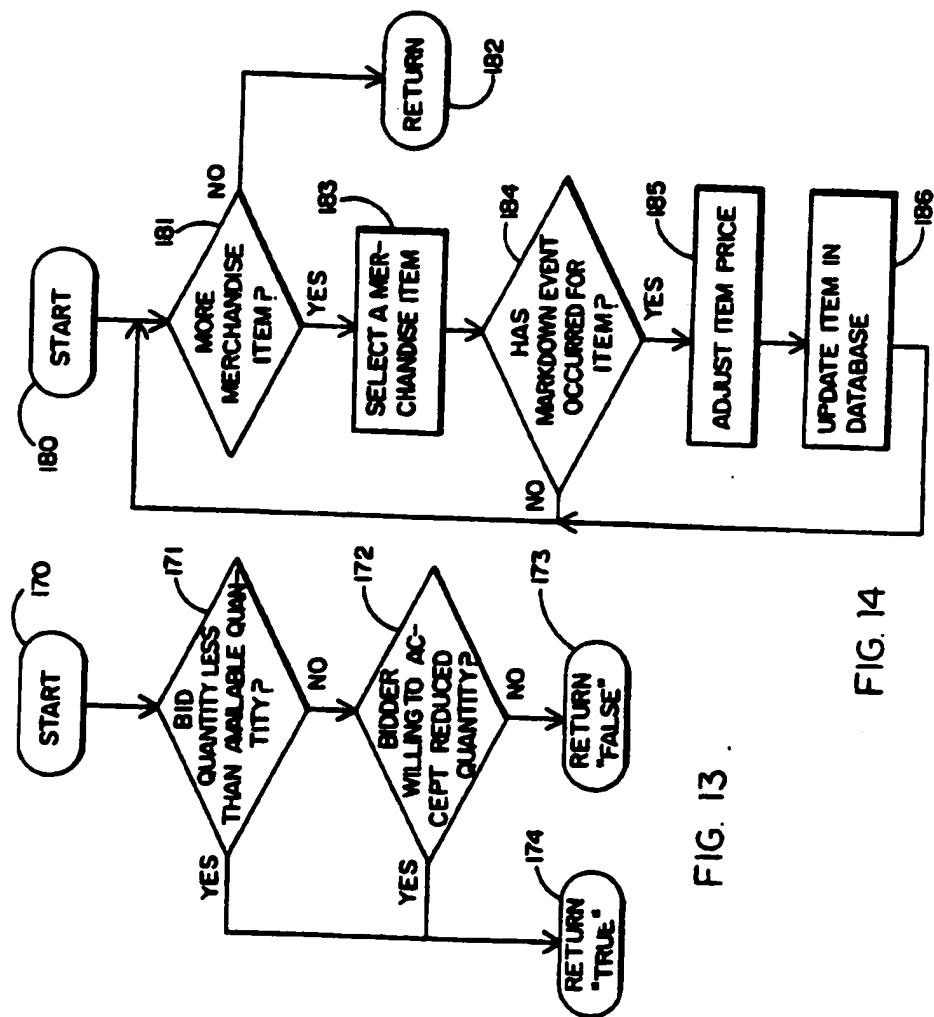 170
START
171
BID
QUANTITY LESS
THAN AVAILABLE QUAN-
TITY?
YES
NO
172
BIDDER
WILLING TO AC-
CEPT REDUCED
QUANTITY?
YES
NO
174
RETURN
"TRUE"
173
RETURN
"FALSE"
FIG. 13
180
START
181
MORE
MERCHANDISE
ITEM?
NO
YES
RETURN
182
183
SELECT A MER-
CHANDISE ITEM
184
HAS
MARKDOWN EVENT
OCCURRED FOR
ITEM?
NO
YES
185
ADJUST ITEM PRICE
UPDATE ITEM IN
DATABASE
186
FIG. 14